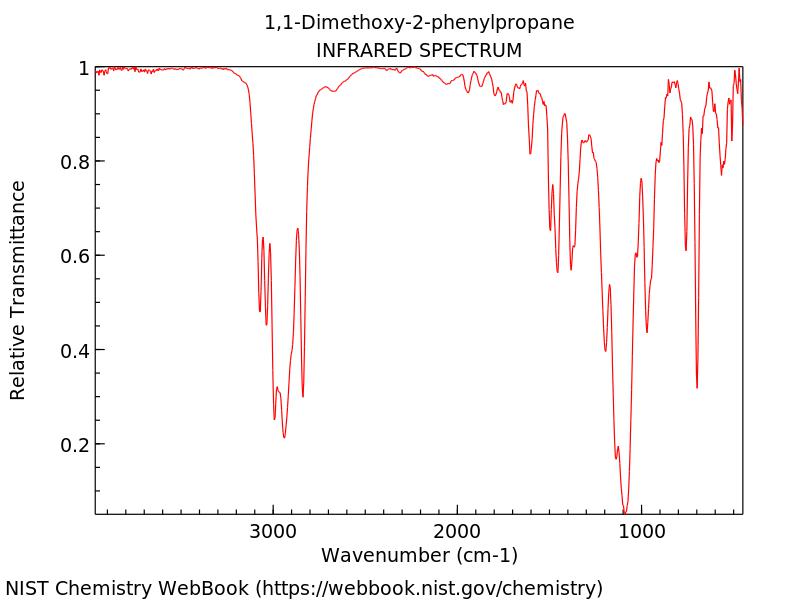 1,1-Dimethoxy-2-phenylpropane
INFRARED SPECTRUM
1
0.8
0.6
0.4
0.2
Relative Transmittance
3000
2000
1000
Wavenumber (cm-1)
NIST Chemistry WebBook (https://webbook.nist.gov/chemistry)